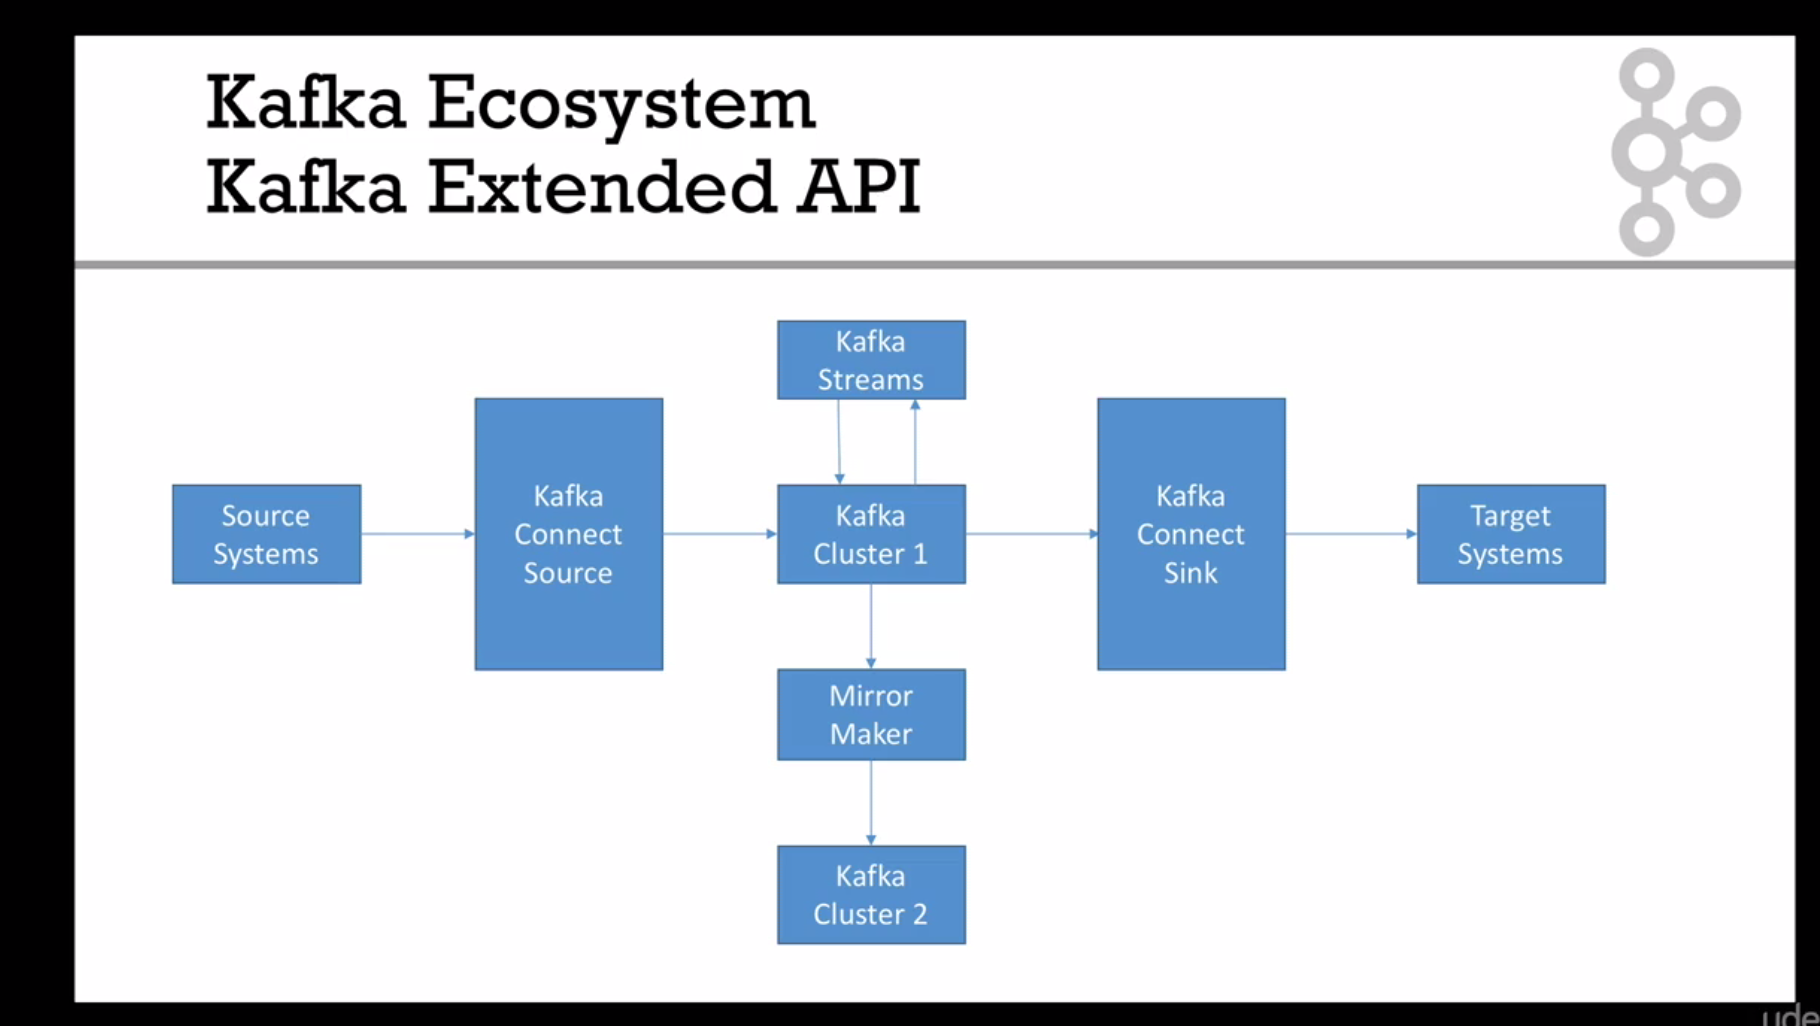 Kafka Ecosystem
Kafka Extended API
Kafka
Streams
Source
Systems
Kafka
Connect
Source
Kafka
Cluster 1
Kafka
Connect
Sink
Target
Systems
Mirror
Maker
Kafka
Cluster 2